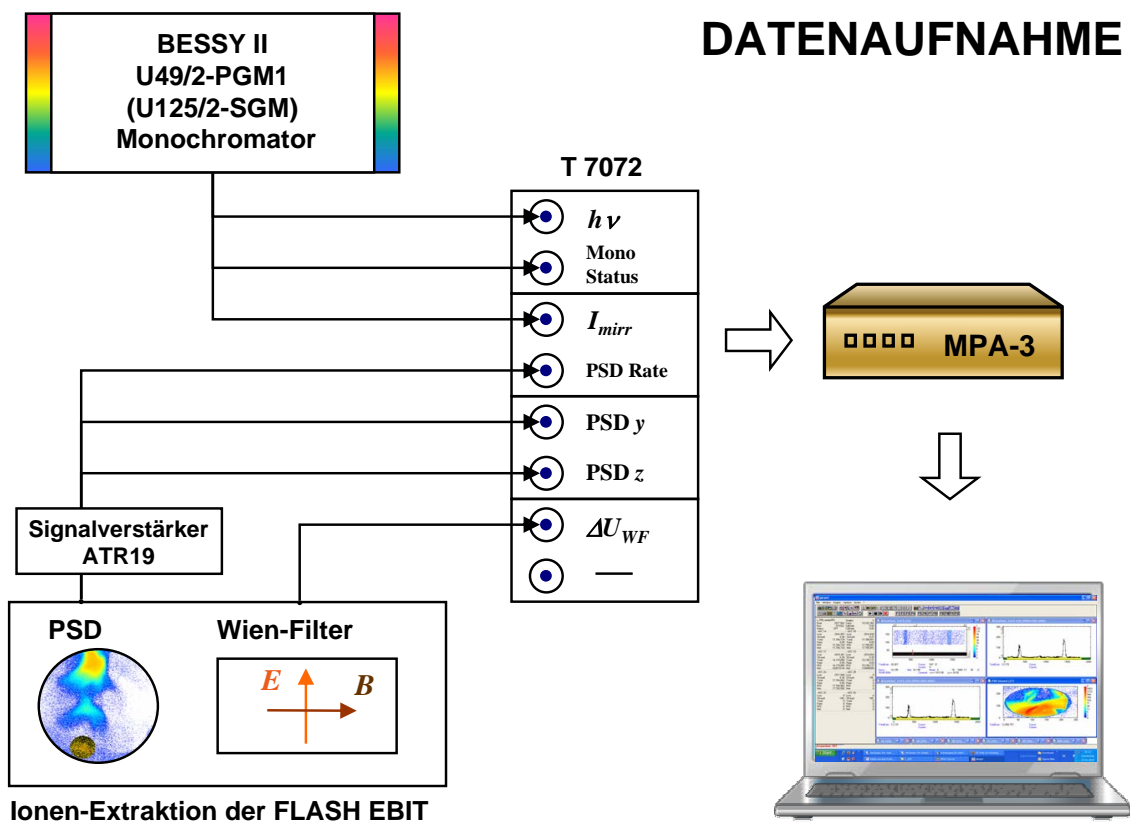 DATENAUFNAHME
BESSY II
U49/2-PGM1
(U125/2-SGM)
Monochromator
T 7072
hν
Mono
Status
I_mirr
PSD Rate
PSD y
PSD z
ΔU_WF
—
MPA-3
Signalverstärker
ATR19
PSD
Wien-Filter
E
B
Ionen-Extraktion der FLASH EBIT